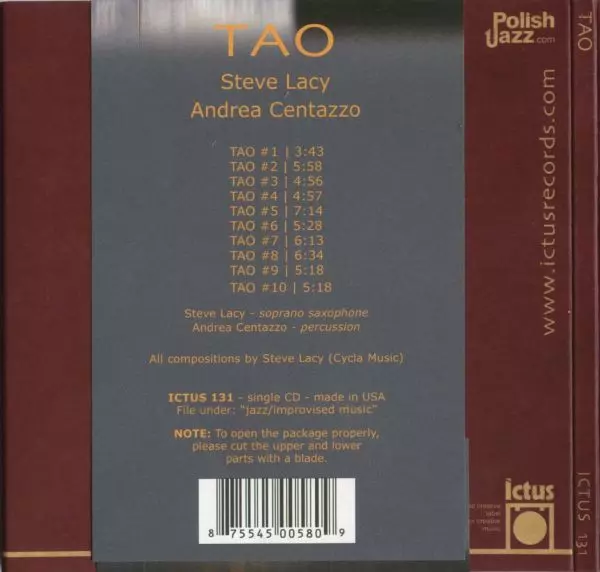 TAO
Steve Lacy
Andrea Centazzo
TAO #1 | 3:43
TAO #2 | 5:58
TAO #3 | 4:56
TAO #4 | 4:57
TAO #5 | 7:14
TAO #6 | 5:28
TAO #7 | 6:13
TAO #8 | 6:34
TAO #9 | 5:18
TAO #10 | 5:18
Steve Lacy - soprano saxophone
Andrea Centazzo - percussion
All compositions by Steve Lacy (Cycla Music)
ICTUS 131 - single CD - made in USA
File under: "jazz/improvised music"
NOTE: To open the package properly,
please cut the upper and lower
parts with a blade.
8 75545 00580 9
Polish
Jazz.com
www.ictusrecords.com
ictus
creative
label
creative
music
TAO
ICTUS 131